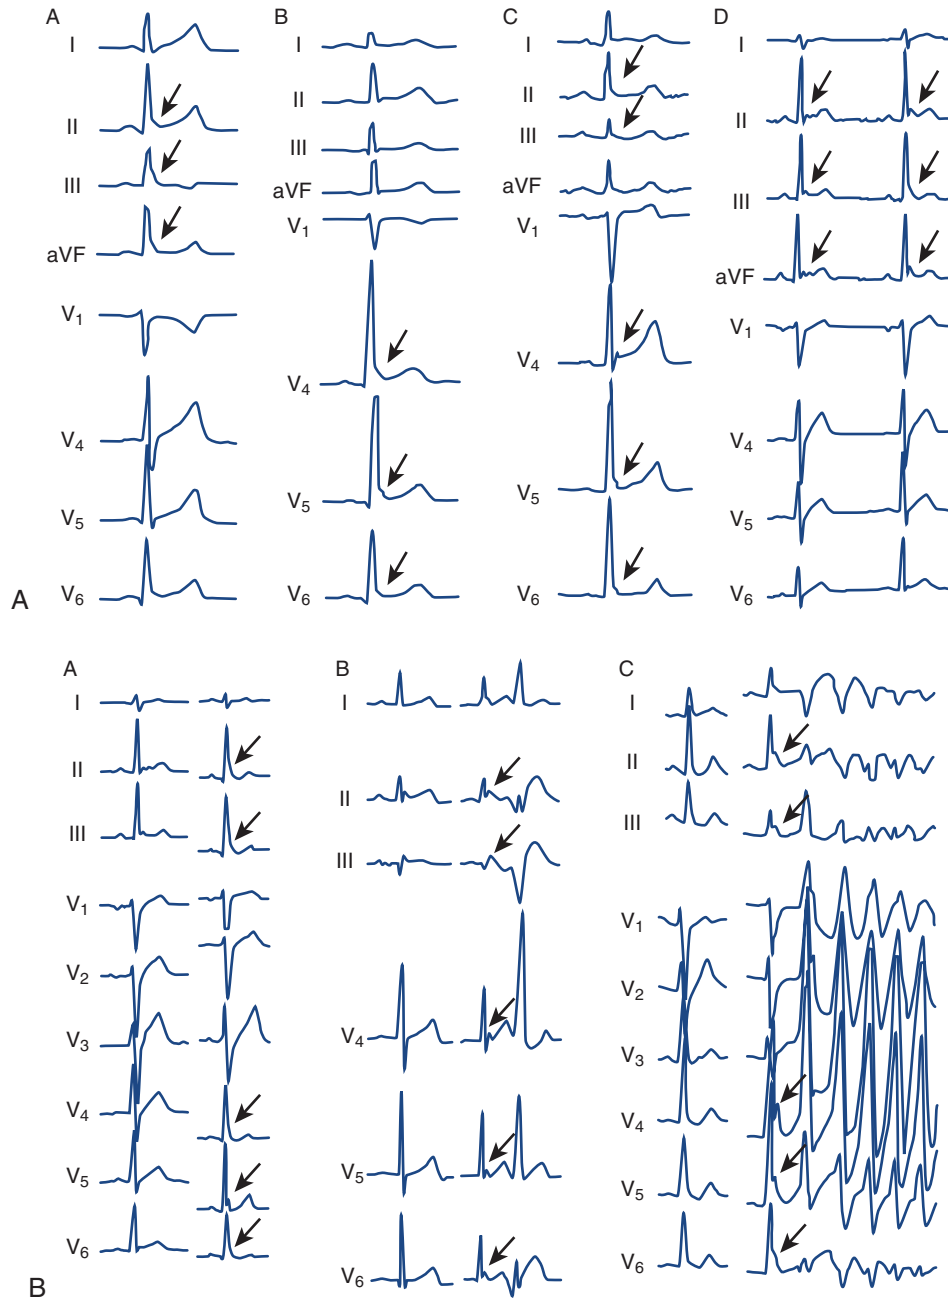 A B C D
I I I I
II II II II
III III III III
aVF aVF aVF aVF
V1 V1 V1 V1
V4 V4 V4 V4
V5 V5 V5 V5
V6 V6 V6 V6
A
A B C
I I I
II II II
III III III
V1 V1
V2 V2
V3 V3
V4 V4 V4
V5 V5 V5
V6 V6 V6
B